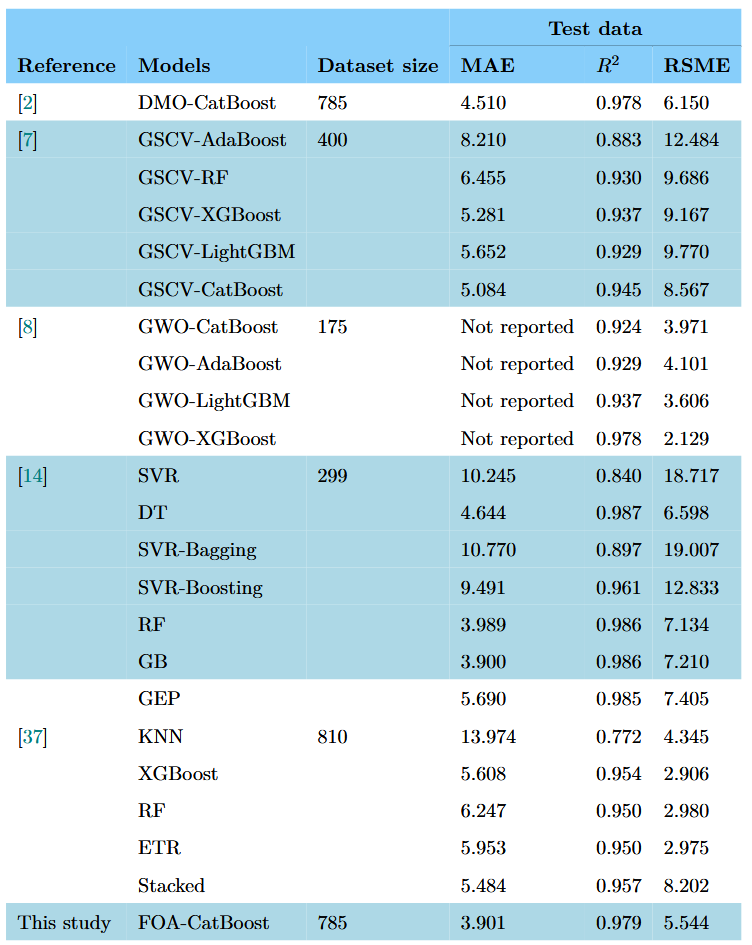 Test data
Reference Models Dataset size MAE R² RSME
[2] DMO-CatBoost 785 4.510 0.978 6.150
[7] GSCV-AdaBoost 400 8.210 0.883 12.484
GSCV-RF 6.455 0.930 9.686
GSCV-XGBoost 5.281 0.937 9.167
GSCV-LightGBM 5.652 0.929 9.770
GSCV-CatBoost 5.084 0.945 8.567
[8] GWO-CatBoost 175 Not reported 0.924 3.971
GWO-AdaBoost Not reported 0.929 4.101
GWO-LightGBM Not reported 0.937 3.606
GWO-XGBoost Not reported 0.978 2.129
[14] SVR 299 10.245 0.840 18.717
DT 4.644 0.987 6.598
SVR-Bagging 10.770 0.897 19.007
SVR-Boosting 9.491 0.961 12.833
RF 3.989 0.986 7.134
GB 3.900 0.986 7.210
GEP 5.690 0.985 7.405
[37] KNN 810 13.974 0.772 4.345
XGBoost 5.608 0.954 2.906
RF 6.247 0.950 2.980
ETR 5.953 0.950 2.975
Stacked 5.484 0.957 8.202
This study FOA-CatBoost 785 3.901 0.979 5.544